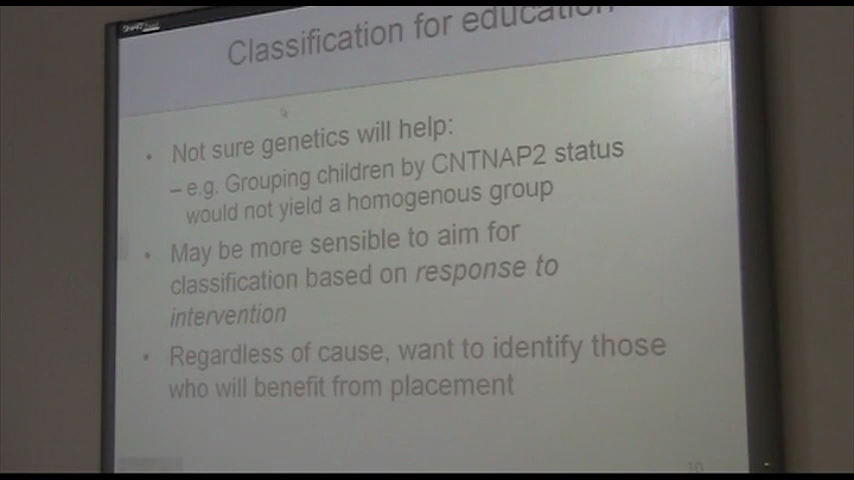 Classification for education
• Not sure genetics will help:
– e.g. Grouping children by CNTNAP2 status
would not yield a homogenous group
• May be more sensible to aim for
classification based on response to
intervention
• Regardless of cause, want to identify those
who will benefit from placement
10